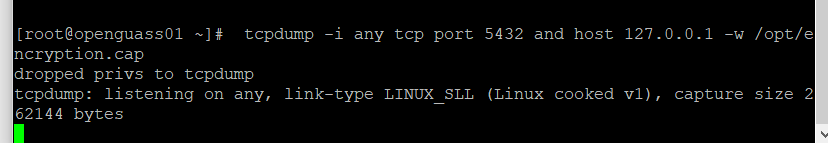 [root@openguass01 ~]#  tcpdump -i any tcp port 5432 and host 127.0.0.1 -w /opt/e
ncryption.cap
dropped privs to tcpdump
tcpdump: listening on any, link-type LINUX_SLL (Linux cooked v1), capture size 2
62144 bytes